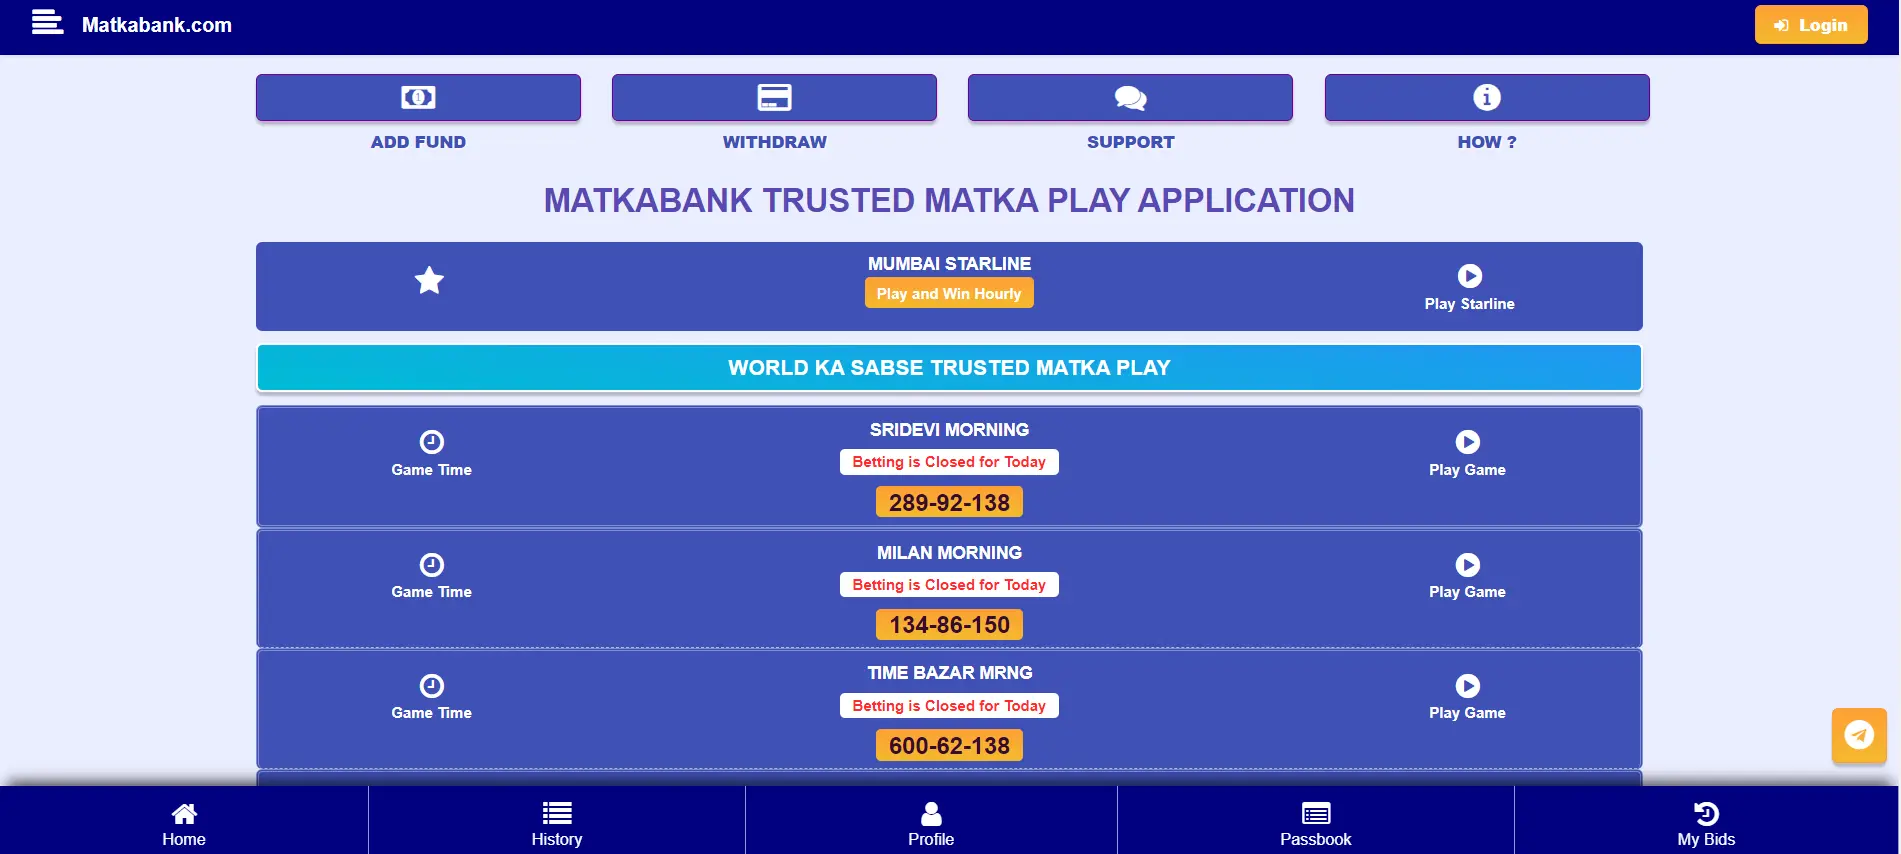 Matkabank.com
Login
ADD FUND
WITHDRAW
SUPPORT
HOW ?
MATKABANK TRUSTED MATKA PLAY APPLICATION
MUMBAI STARLINE
Play and Win Hourly
Play Starline
WORLD KA SABSE TRUSTED MATKA PLAY
SRIDEVI MORNING
Game Time
Betting is Closed for Today
Play Game
289-92-138
MILAN MORNING
Game Time
Betting is Closed for Today
Play Game
134-86-150
TIME BAZAR MRNG
Game Time
Betting is Closed for Today
Play Game
600-62-138
Home
History
Profile
Passbook
My Bids